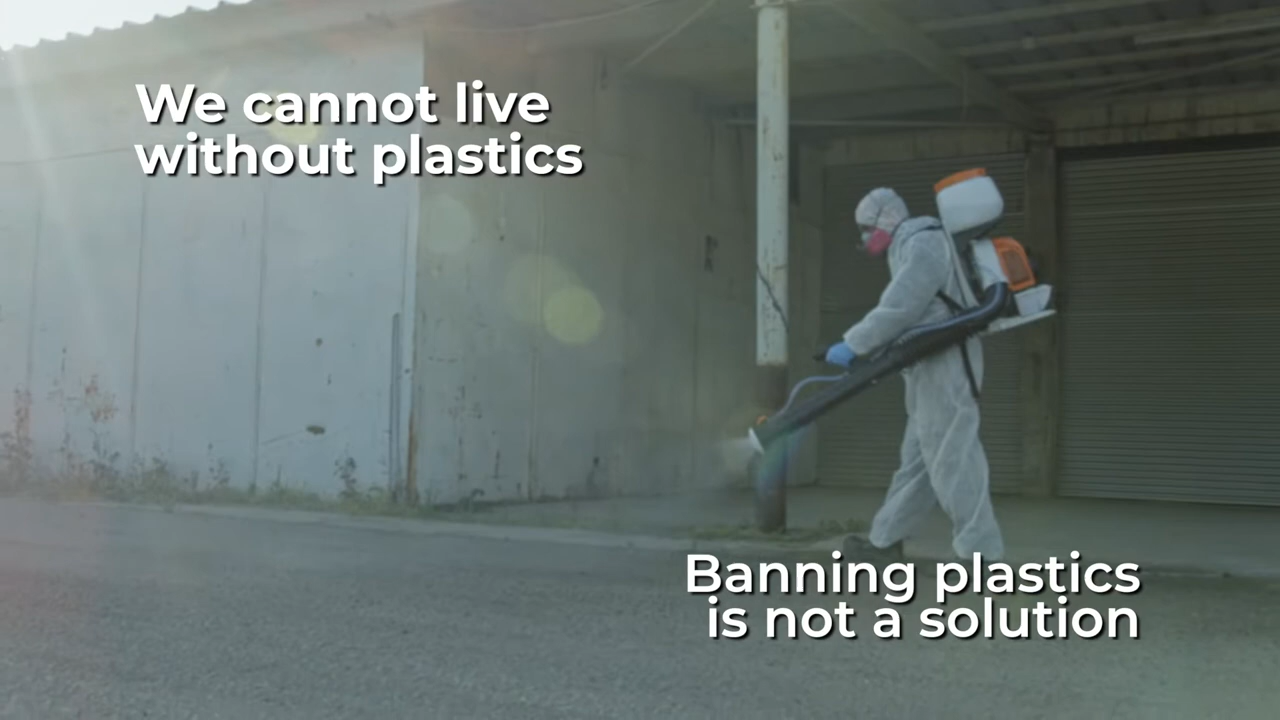 We cannot live
without plastics
Banning plastics
is not a solution